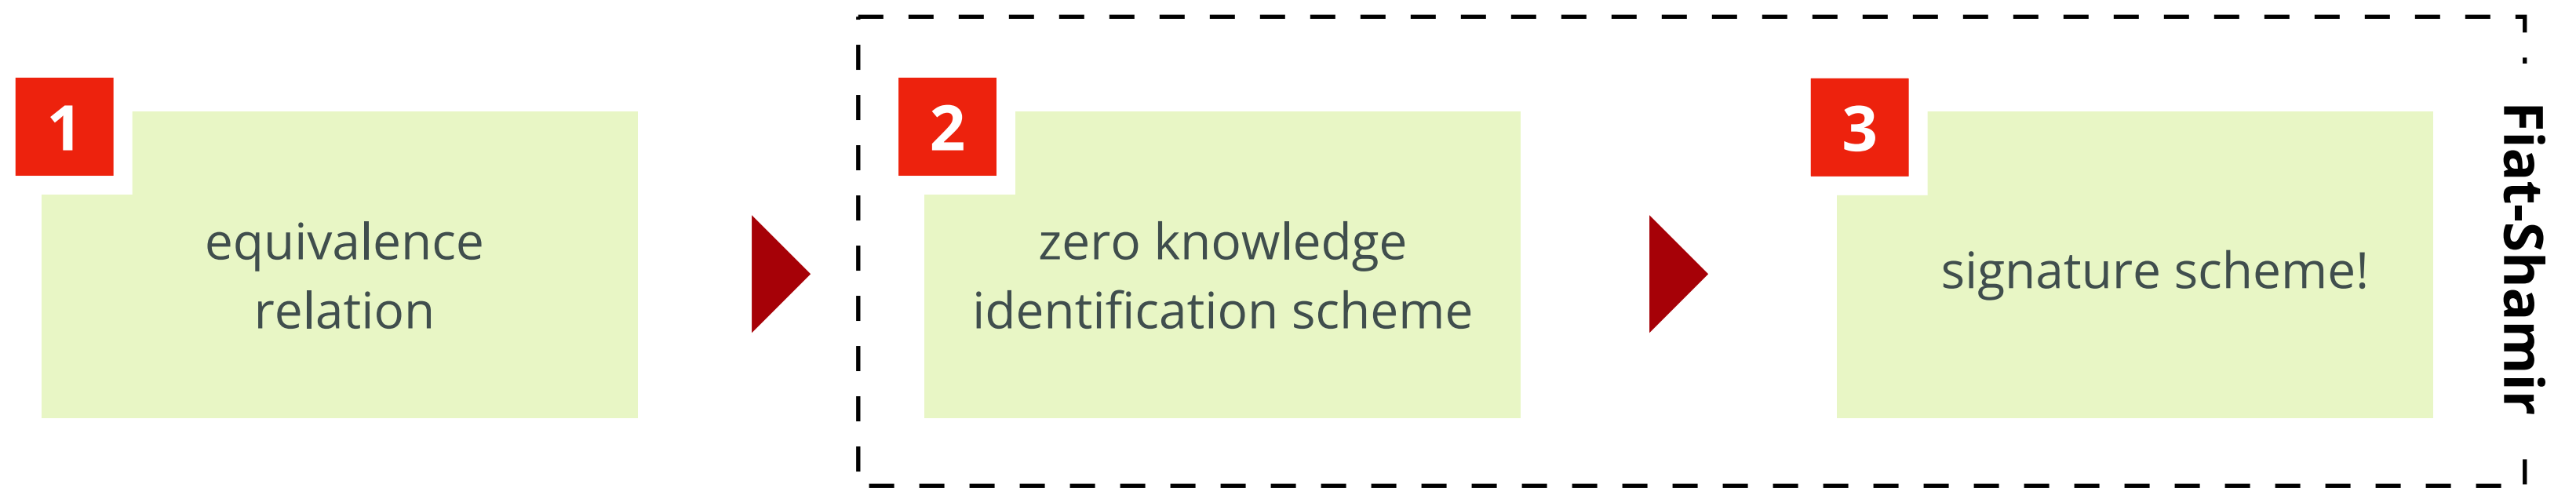 1
equivalence
relation
2
zero knowledge
identification scheme
3
signature scheme!
Fiat-Shamir